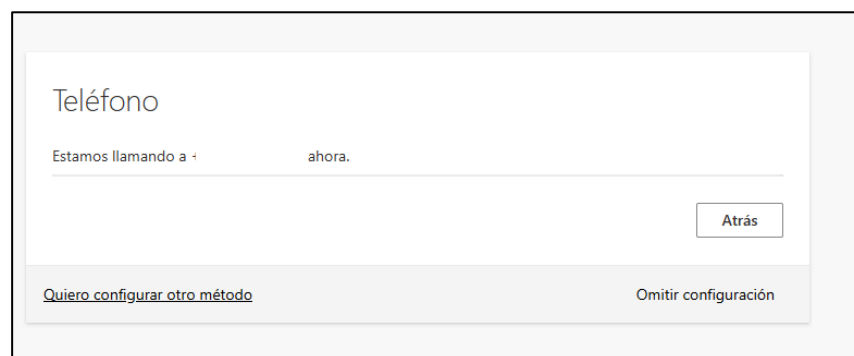 Teléfono
Estamos llamando a + ahora.
Atrás
Quiero configurar otro método
Omitir configuración